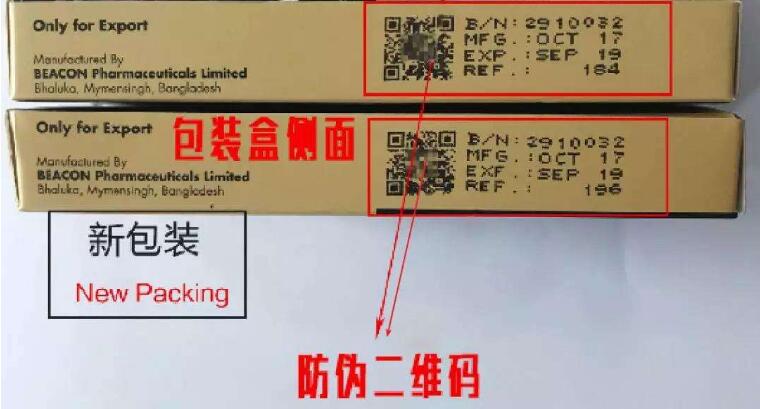 Only for Export
Manufactured By
BEACON Pharmaceuticals Limited
Bhaluka, Mymensingh, Bangladesh
B/N: 2910032
MFG.: OCT 17
EXP.: SEP 19
REF.: 184
Only for Export
Manufactured By
BEACON Pharmaceuticals Limited
Bhaluka, Mymensingh, Bangladesh
包装盒侧面
B/N: 2910032
MFG.: OCT 17
EXP.: SEP 19
REF.: 196
新包装
New Packing
防伪二维码